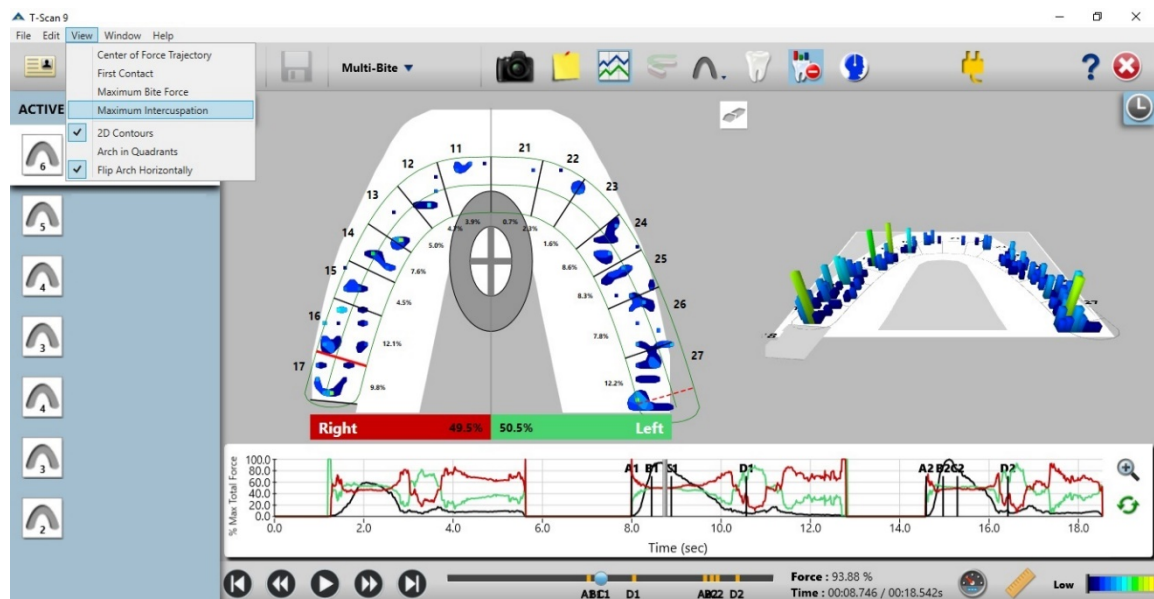 T-Scan 9
File Edit View Window Help
Center of Force Trajectory
First Contact
Maximum Bite Force
Maximum Intercuspation
2D Contours
Arch in Quadrants
Flip Arch Horizontally
Multi-Bite
ACTIVE
6
5
4
3
4
3
2
11 21
12 22
13 23
14 24
15 25
16 26
17 27
3.9% 0.7%
4.7% 2.3%
5.0% 1.6%
7.6% 8.6%
4.5% 8.3%
12.1% 7.8%
9.8% 12.2%
Right 49.5% 50.5% Left
% Max Total Force
100.0
80.0
60.0
40.0
20.0
0.0
A1 B1 D1 A2 B2 C2 D2
0.0 2.0 4.0 6.0 8.0 10.0 12.0 14.0 16.0 18.0
Time (sec)
D1 D2
Force : 93.88 %
Time : 00:08.746 / 00:18.542s
Low